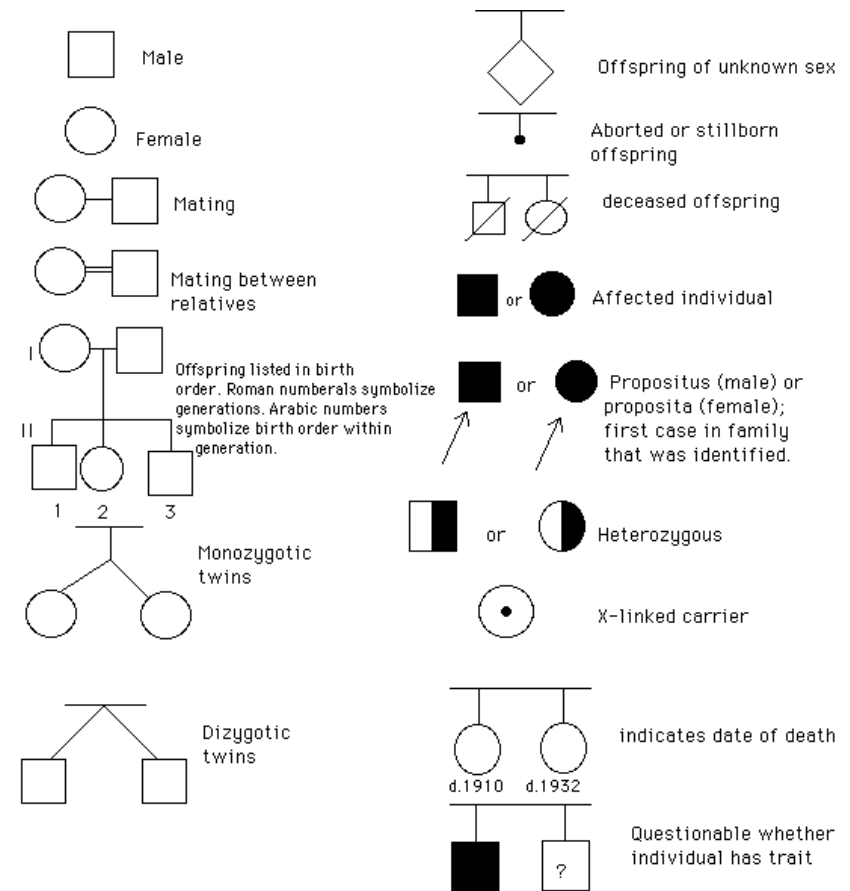 Male
Female
Mating
Mating between
relatives
I
Offspring listed in birth
order. Roman numberals symbolize
generations. Arabic numbers
symbolize birth order within
generation.
II
1 2 3
Monozygotic
twins
Dizygotic
twins
Offspring of unknown sex
Aborted or stillborn
offspring
deceased offspring
or
Affected individual
or
Propositus (male) or
proposita (female);
first case in family
that was identified.
or
Heterozygous
X-linked carrier
indicates date of death
d.1910 d.1932
Questionable whether
individual has trait
?